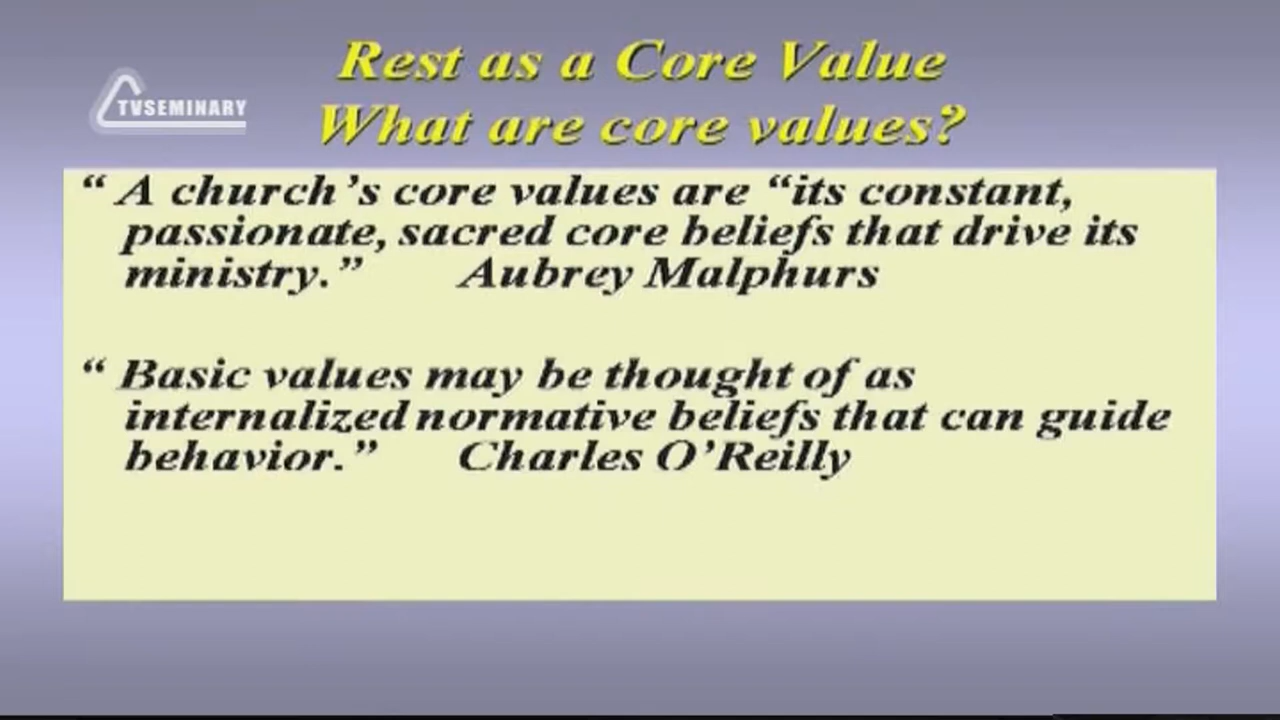 Rest as a Core Value
TVSEMINARY
What are core values?
“ A church’s core values are “its constant,
passionate, sacred core beliefs that drive its
ministry.” Aubrey Malphurs
“ Basic values may be thought of as
internalized normative beliefs that can guide
behavior.” Charles O’Reilly